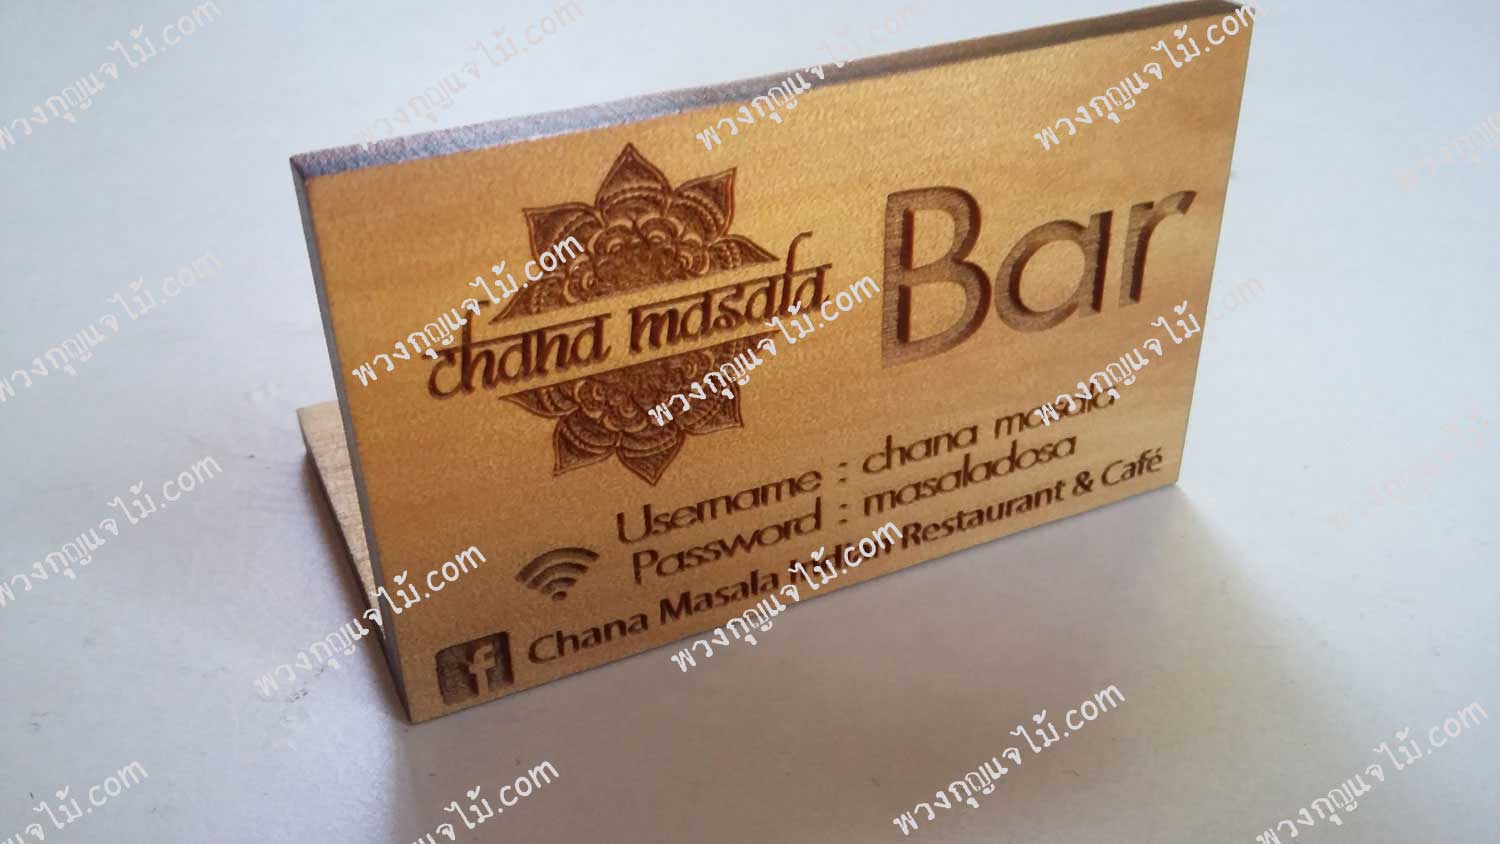 chana masala
Bar
Username : chana masala
Password : masaladosa
Chana Masala Indian Restaurant & Café
f
พวงกุญแจไม้.com